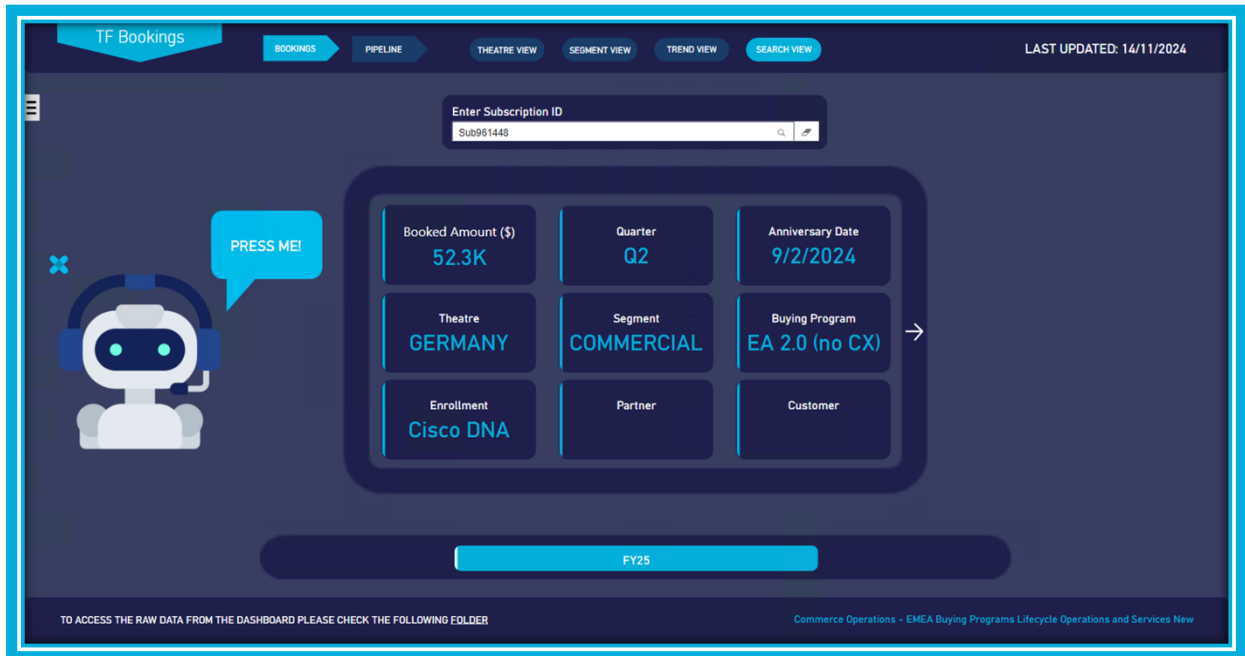 TF Bookings
BOOKINGS
PIPELINE
THEATRE VIEW
SEGMENT VIEW
TREND VIEW
SEARCH VIEW
LAST UPDATED: 14/11/2024
Enter Subscription ID
Sub961448
PRESS ME!
Booked Amount ($)
52.3K
Quarter
Q2
Anniversary Date
9/2/2024
Theatre
GERMANY
Segment
COMMERCIAL
Buying Program
EA 2.0 (no CX)
Enrollment
Cisco DNA
Partner
Customer
FY25
TO ACCESS THE RAW DATA FROM THE DASHBOARD PLEASE CHECK THE FOLLOWING FOLDER
Commerce Operations - EMEA Buying Programs Lifecycle Operations and Services New